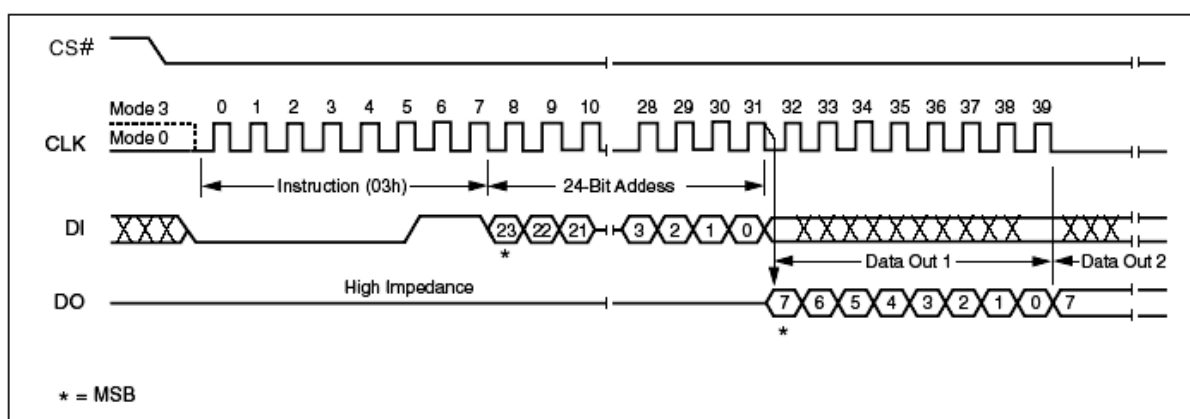 CS#
Mode 3 0 1 2 3 4 5 6 7 8 9 10 28 29 30 31 32 33 34 35 36 37 38 39
Mode 0
CLK
Instruction (03h) 24-Bit Addess
DI 23 22 21 3 2 1 0
*
Data Out 1 Data Out 2
High Impedance
DO 7 6 5 4 3 2 1 0 7
*
* = MSB